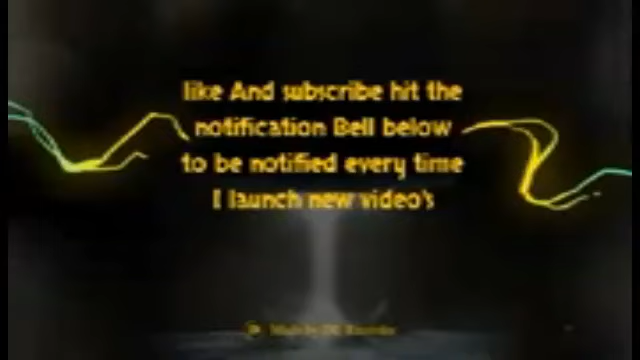 like And subscribe hit the
notification Bell below
to be notified every time
I launch new video's